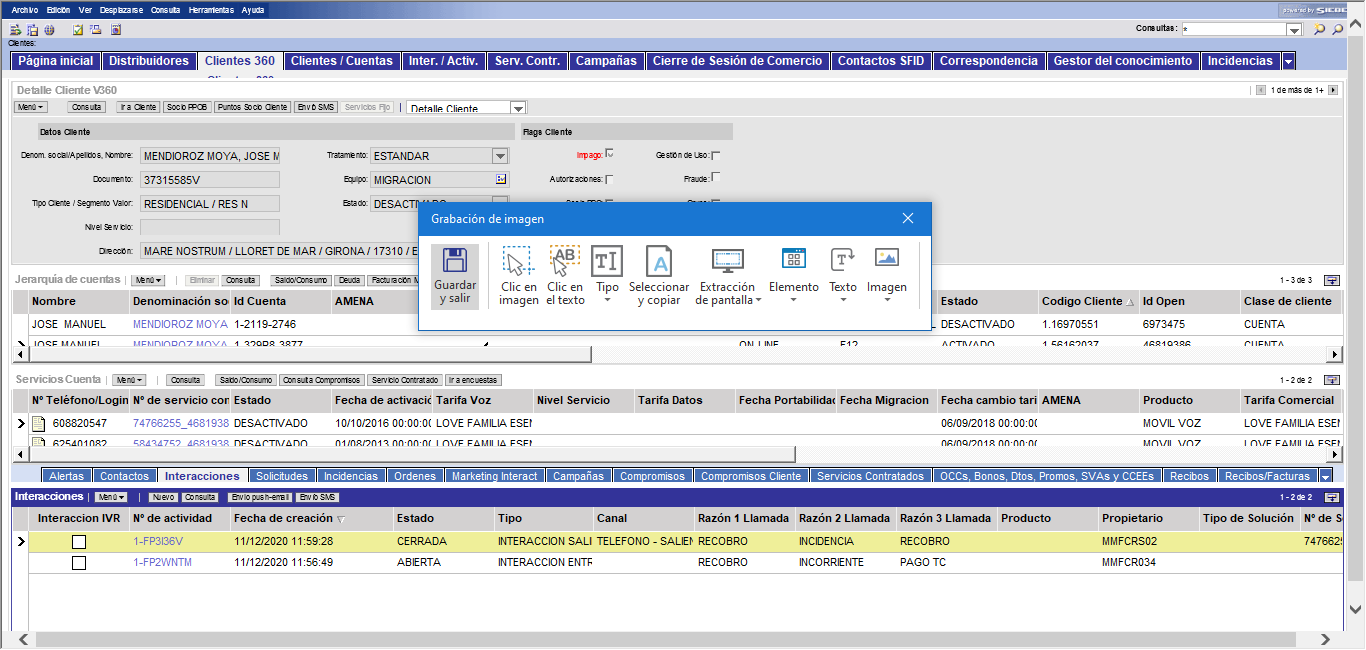 Archivo Edición Ver Desplazarse Consulta Herramientas Ayuda powered by
Consultas: *
Clientes:
Página inicial Distribuidores Clientes 360 Clientes / Cuentas Inter. / Activ. Serv. Contr. Campañas Cierre de Sesión de Comercio Contactos SFID Correspondencia Gestor del conocimiento Incidencias
Detalle Cliente V360 1 de más de 1+
Menú Consulta Ir a Cliente Socio PPOB Puntos Socio Cliente Envío SMS Servicios Fijo Detalle Cliente
Datos Cliente Flags Cliente
Denom. social/Apellidos, Nombre: MENDIOROZ MOYA, JOSE M Tratamiento: ESTANDAR Impago: Gestión de Uso:
Documento: 37315585V Equipo: MIGRACION Autorizaciones: Fraude:
Tipo Cliente / Segmento Valor: RESIDENCIAL / RES N Estado:
Nivel Servicio:
Dirección: MARE NOSTRUM / LLORET DE MAR / GIRONA / 17310 / E
Grabación de imagen
Guardar y salir
Clic en imagen
Clic en el texto
Tipo
Seleccionar y copiar
Extracción de pantalla
Elemento
Texto
Imagen
Jerarquía de cuentas Menú Eliminar Consulta Saldo/Consumo Deuda Facturación M 1 - 3 de 3
Nombre Denominación so Id Cuenta AMENA Estado Codigo Cliente Id Open Clase de cliente
JOSE MANUEL MENDIOROZ MOYA 1-2119-2746 DESACTIVADO 1.16970551 6973475 CUENTA
JOSE MANUEL MENDIOROZ MOYA 1-329R8-3877 ON-LINE E12 ACTIVADO 1.56162037 46819386 CUENTA
Servicios Cuenta Menú Consulta Saldo/Consumo Consulta Compromisos Servicio Contratado Ir a encuestas 1 - 2 de 2
Nº Teléfono/Login Nº de servicio con Estado Fecha de activació Tarifa Voz Nivel Servicio Tarifa Datos Fecha Portabilidad Fecha Migracion Fecha cambio tari AMENA Producto Tarifa Comercial
608820547 74766255_4681938 DESACTIVADO 10/10/2016 00:00:00 LOVE FAMILIA ESEN 06/09/2018 00:00:00 MOVIL VOZ LOVE FAMILIA ESEN
625401082 58434752_4681938 DESACTIVADO 01/08/2013 00:00:00 LOVE FAMILIA ESEN 06/09/2018 00:00:00 MOVIL VOZ LOVE FAMILIA ESEN
Alertas Contactos Interacciones Solicitudes Incidencias Ordenes Marketing Interact Campañas Compromisos Compromisos Cliente Servicios Contratados OCCs, Bonos, Dtos, Promos, SVAs y CCEEs Recibos Recibos/Facturas
Interacciones Menú Nuevo Consulta Envío push-email Envío SMS 1 - 2 de 2
Interaccion IVR Nº de actividad Fecha de creación Estado Tipo Canal Razón 1 Llamada Razón 2 Llamada Razón 3 Llamada Producto Propietario Tipo de Solución Nº de S
1-FP3I36V 11/12/2020 11:59:28 CERRADA INTERACCION SALI TELEFONO - SALIEN RECOBRO INCIDENCIA RECOBRO MMFCRS02 7476625
1-FP2WNTM 11/12/2020 11:56:49 ABIERTA INTERACCION ENTR RECOBRO INCORRIENTE PAGO TC MMFCR034